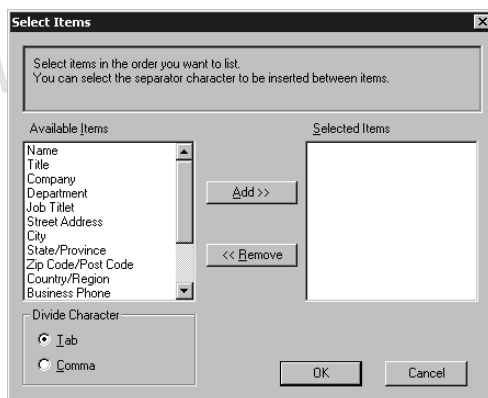 Select Items
Select items in the order you want to list.
You can select the separator character to be inserted between items.
Available Items
Selected Items
Name
Title
Company
Department
Job Titlet
Street Address
City
State/Province
Zip Code/Post Code
Country/Region
Business Phone
Add >>
<< Remove
Divide Character
Tab
Comma
OK
Cancel